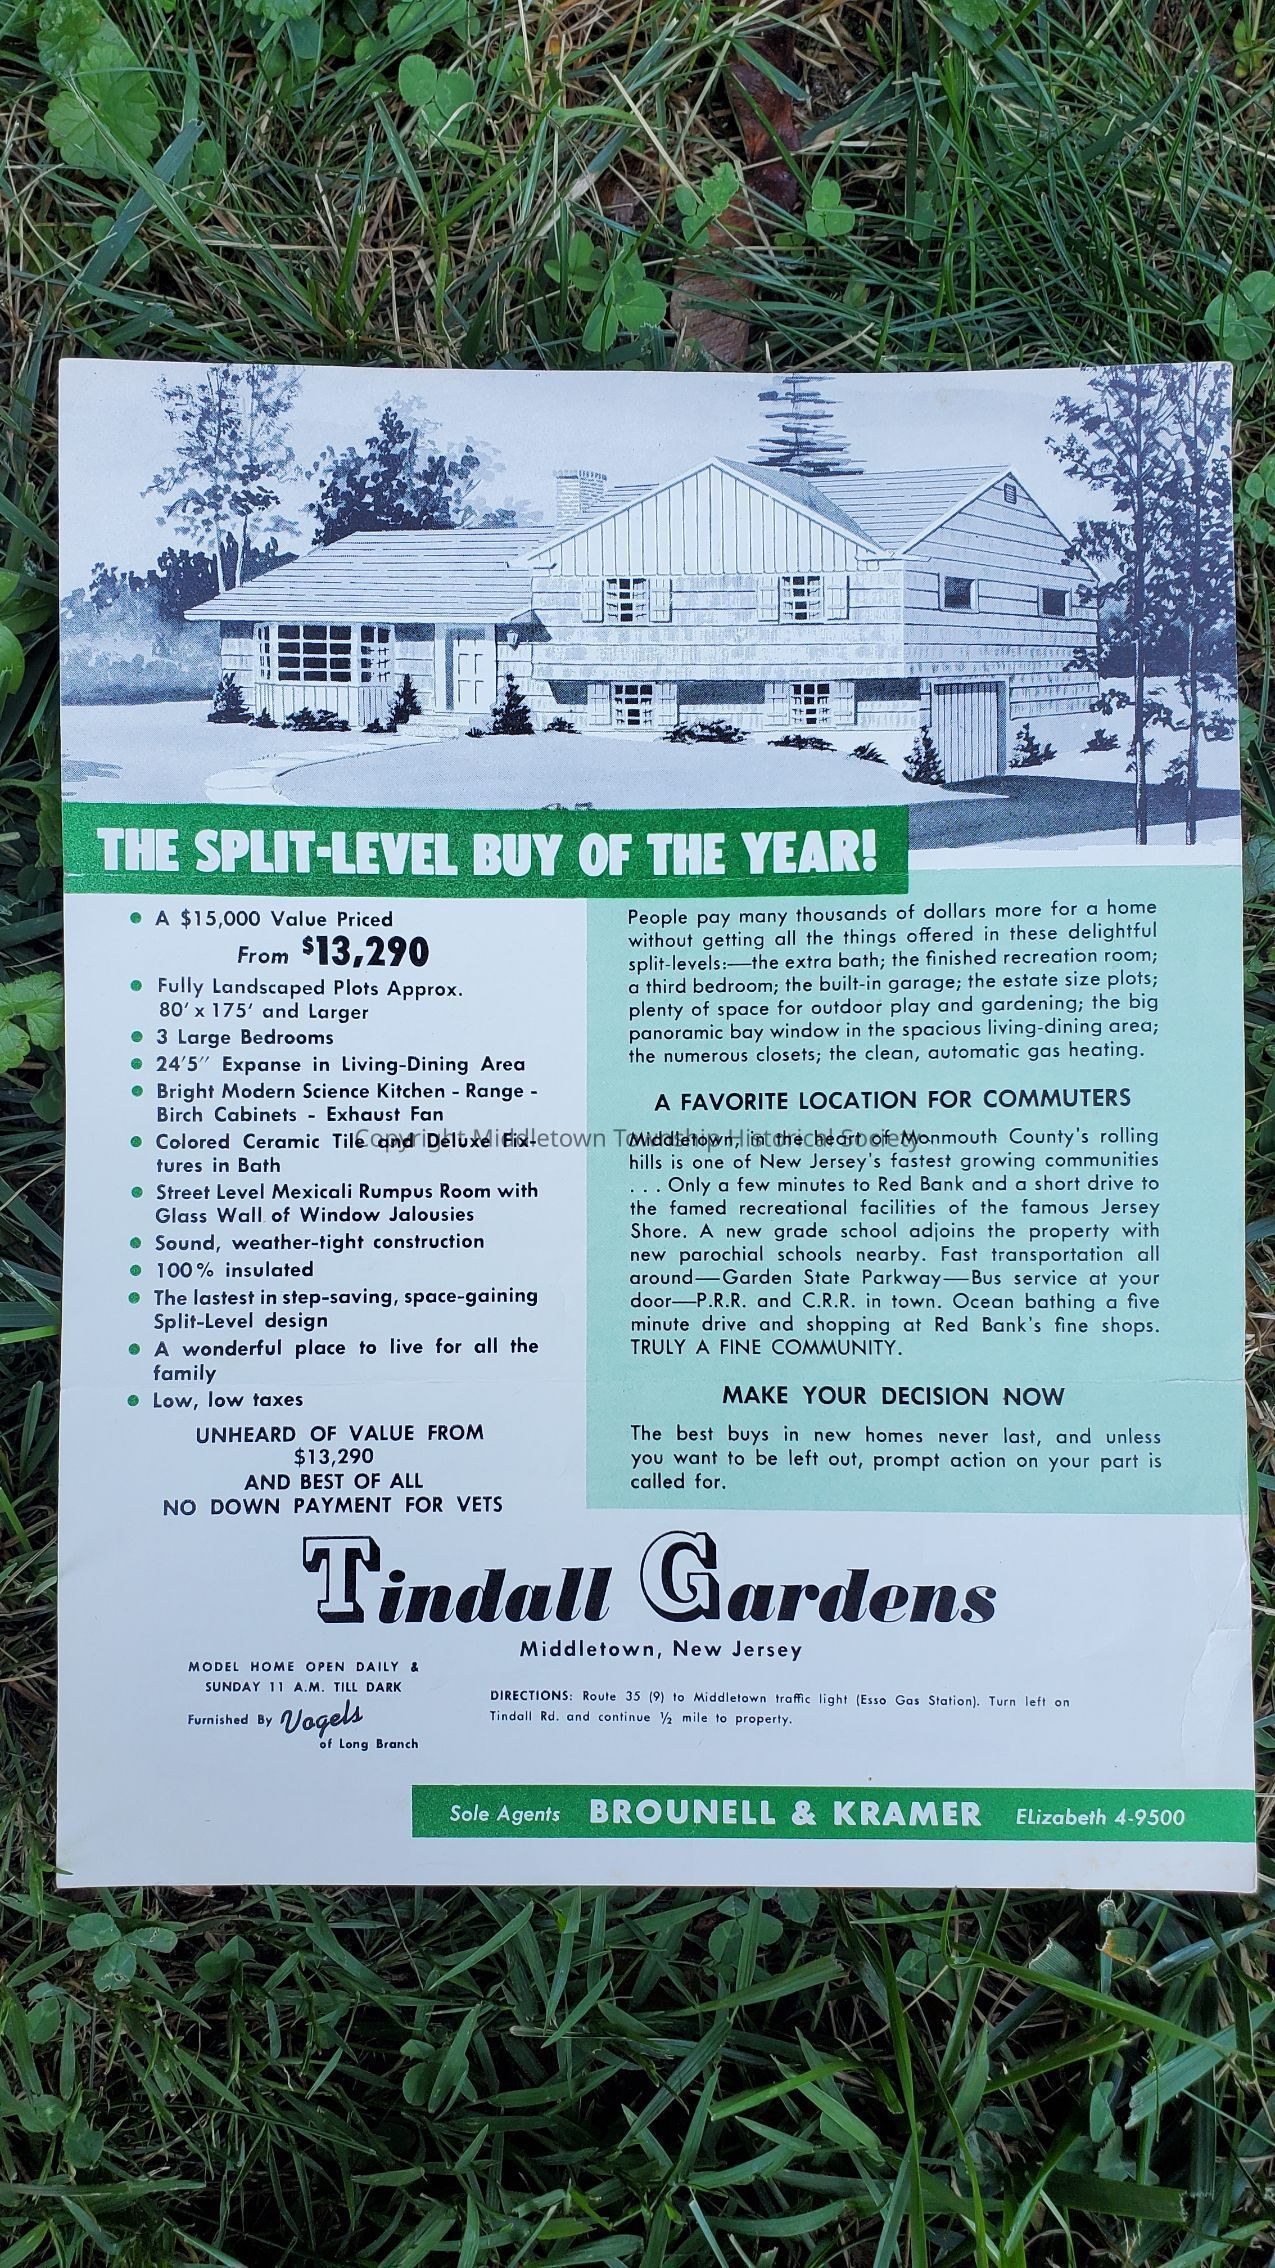 THE SPLIT-LEVEL BUY OF THE YEAR!
• A $15,000 Value Priced
From $13,290
• Fully Landscaped Plots Approx.
80' x 175' and Larger
• 3 Large Bedrooms
• 24'5" Expanse in Living-Dining Area
• Bright Modern Science Kitchen - Range -
Birch Cabinets - Exhaust Fan
• Colored Ceramic Tile and Deluxe Fix-
tures in Bath
• Street Level Mexicali Rumpus Room with
Glass Wall of Window Jalousies
• Sound, weather-tight construction
• 100% insulated
• The lastest in step-saving, space-gaining
Split-Level design
• A wonderful place to live for all the
family
• Low, low taxes
UNHEARD OF VALUE FROM
$13,290
AND BEST OF ALL
NO DOWN PAYMENT FOR VETS
People pay many thousands of dollars more for a home
without getting all the things offered in these delightful
split-levels:—the extra bath; the finished recreation room;
a third bedroom; the built-in garage; the estate size plots;
plenty of space for outdoor play and gardening; the big
panoramic bay window in the spacious living-dining area;
the numerous closets; the clean, automatic gas heating.
A FAVORITE LOCATION FOR COMMUTERS
Middletown, in the heart of Monmouth County's rolling
hills is one of New Jersey's fastest growing communities
. . . Only a few minutes to Red Bank and a short drive to
the famed recreational facilities of the famous Jersey
Shore. A new grade school adjoins the property with
new parochial schools nearby. Fast transportation all
around—Garden State Parkway—Bus service at your
door—P.R.R. and C.R.R. in town. Ocean bathing a five
minute drive and shopping at Red Bank's fine shops.
TRULY A FINE COMMUNITY.
MAKE YOUR DECISION NOW
The best buys in new homes never last, and unless
you want to be left out, prompt action on your part is
called for.
Copyright Middletown Township Historical Society
Tindall Gardens
Middletown, New Jersey
MODEL HOME OPEN DAILY &
SUNDAY 11 A.M. TILL DARK
Furnished By Vogels
of Long Branch
DIRECTIONS: Route 35 (9) to Middletown traffic light (Esso Gas Station). Turn left on
Tindall Rd. and continue ½ mile to property.
Sole Agents BROUNELL & KRAMER ELizabeth 4-9500